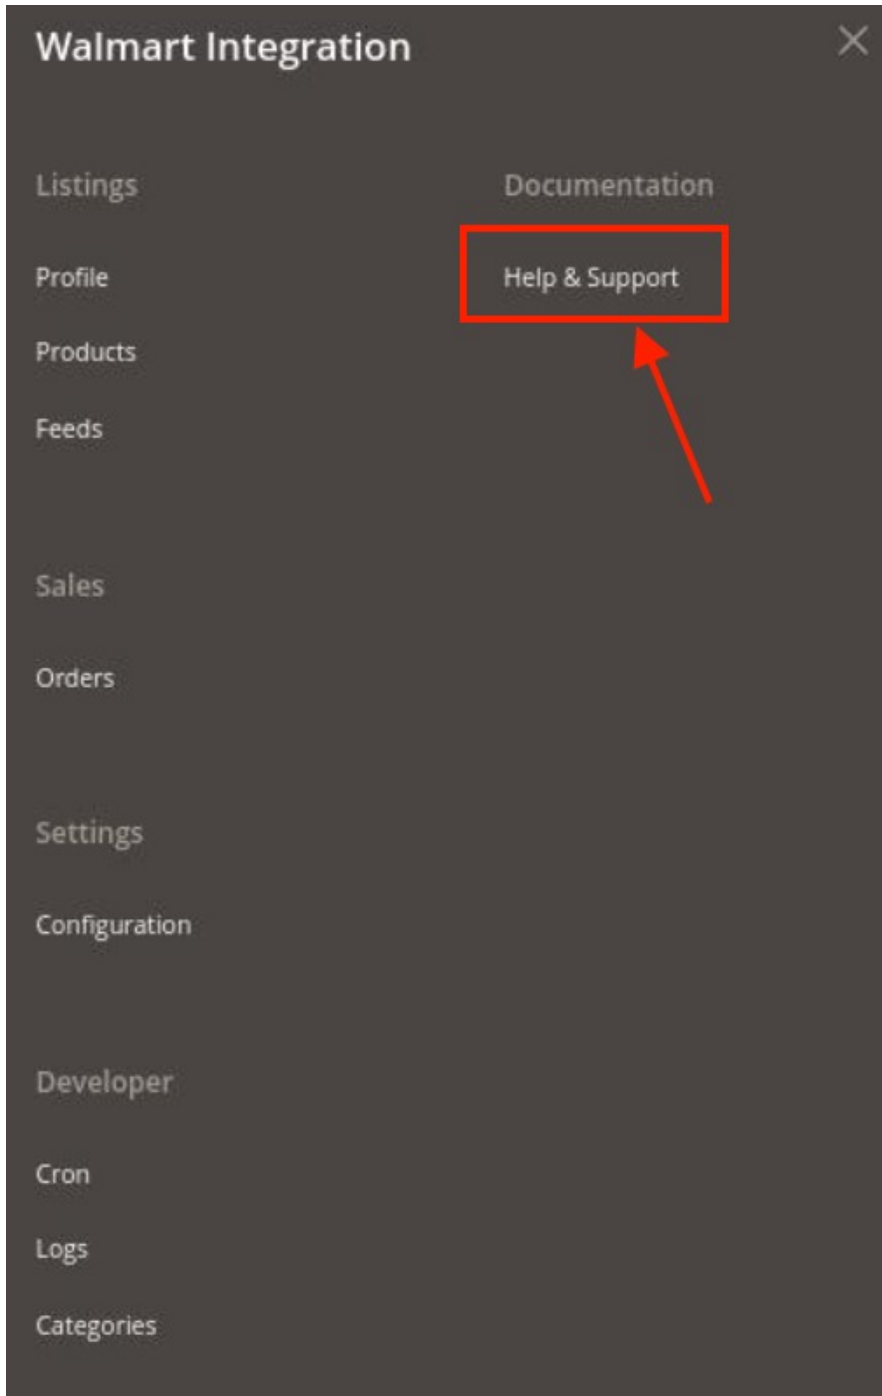 Walmart Integration
Listings
Profile
Products
Feeds
Sales
Orders
Settings
Configuration
Developer
Cron
Logs
Categories
Documentation
Help & Support